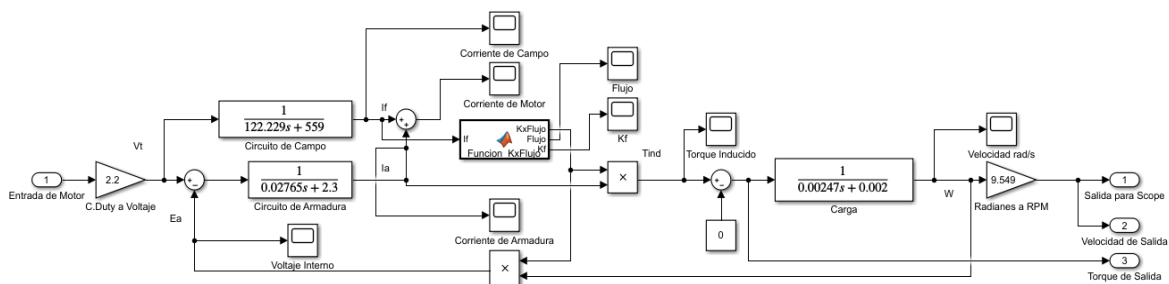 Corriente de Campo
Corriente de Motor
Flujo
Kf
1
122.229s + 559
Circuito de Campo
If
+
+
If
KxFlujo
Flujo
Kf
Funcion_KxFlujo
Vt
1
Entrada de Motor
2.2
C.Duty a Voltaje
+
−
1
0.02765s + 2.3
Circuito de Armadura
Ia
Ea
Voltaje Interno
Corriente de Armadura
×
×
Tind
Torque Inducido
+
−
0
1
0.00247s + 0.002
Carga
W
Velocidad rad/s
9.549
Radianes a RPM
1
Salida para Scope
2
Velocidad de Salida
3
Torque de Salida